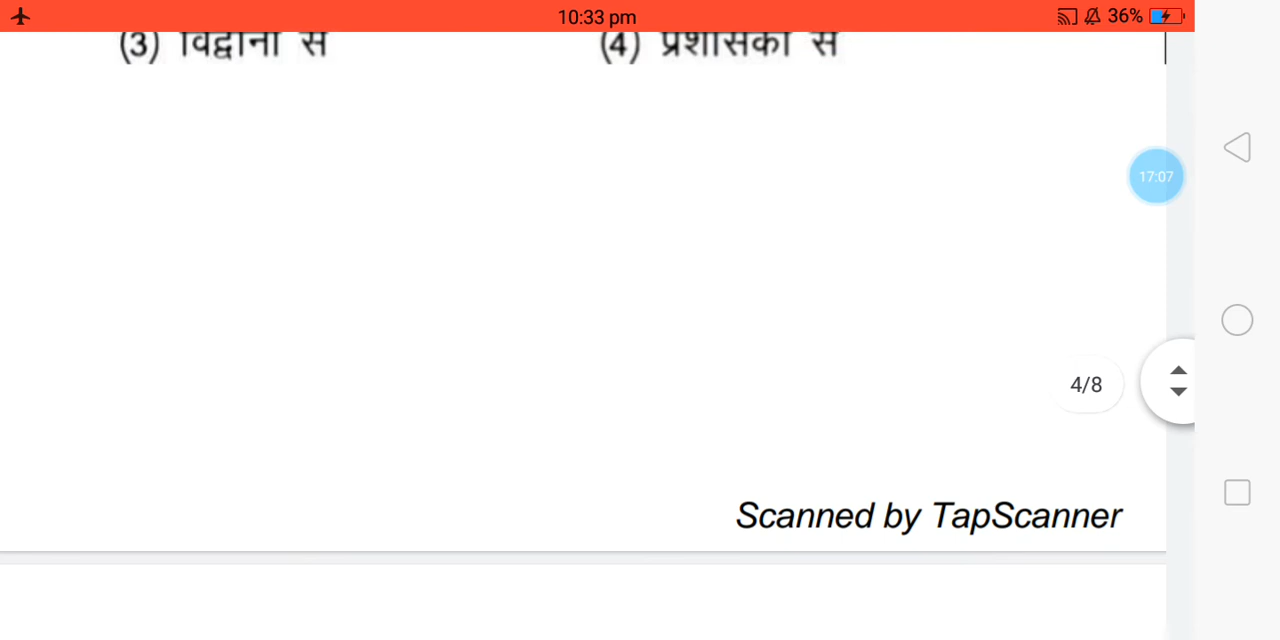 10:33 pm 36%
(3) विद्वानों से (4) प्रशासकों से
17:07
4/8
Scanned by TapScanner